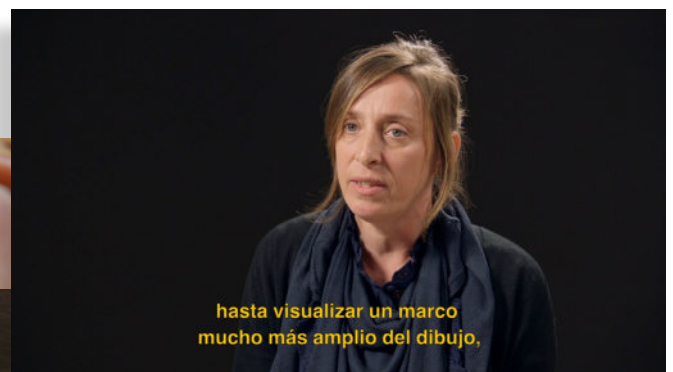 hasta visualizar un marco
mucho más amplio del dibujo,